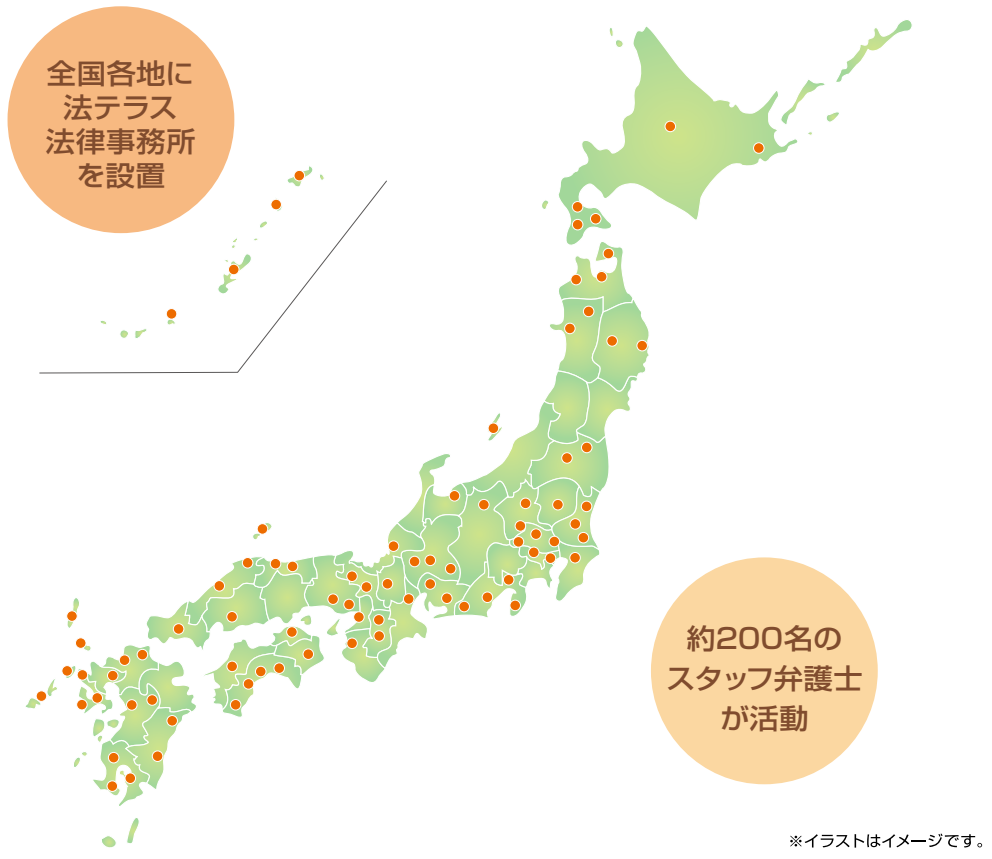 全国各地に
法テラス
法律事務所
を設置
約200名の
スタッフ弁護士
が活動
※イラストはイメージです。